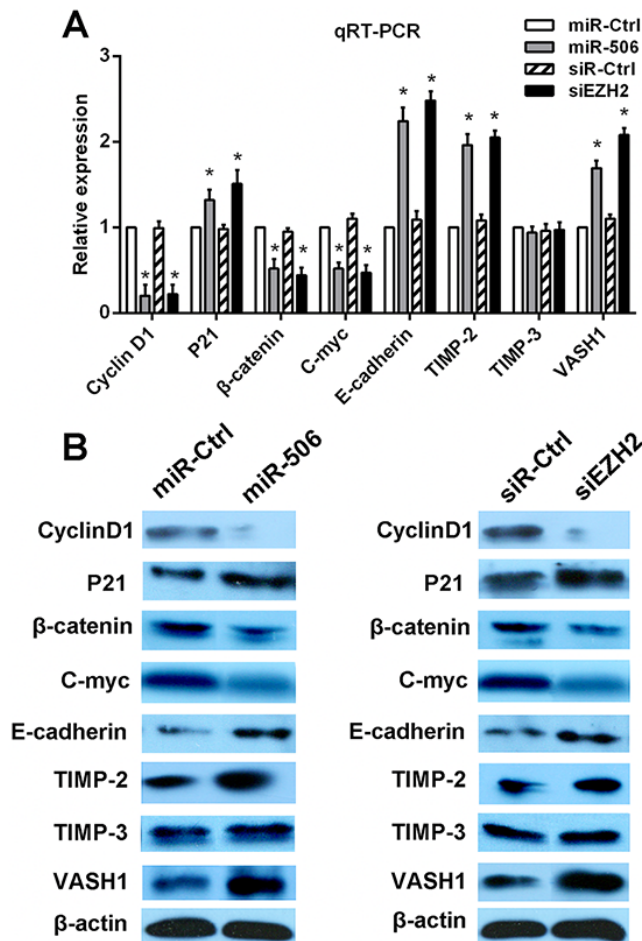 A
qRT-PCR
miR-Ctrl
miR-506
siR-Ctrl
siEZH2
Relative expression
3
2
1
0
* * * * * * * * * * * * * *
Cyclin D1
P21
β-catenin
C-myc
E-cadherin
TIMP-2
TIMP-3
VASH1
B
miR-Ctrl miR-506
CyclinD1
P21
β-catenin
C-myc
E-cadherin
TIMP-2
TIMP-3
VASH1
β-actin
siR-Ctrl siEZH2
CyclinD1
P21
β-catenin
C-myc
E-cadherin
TIMP-2
TIMP-3
VASH1
β-actin